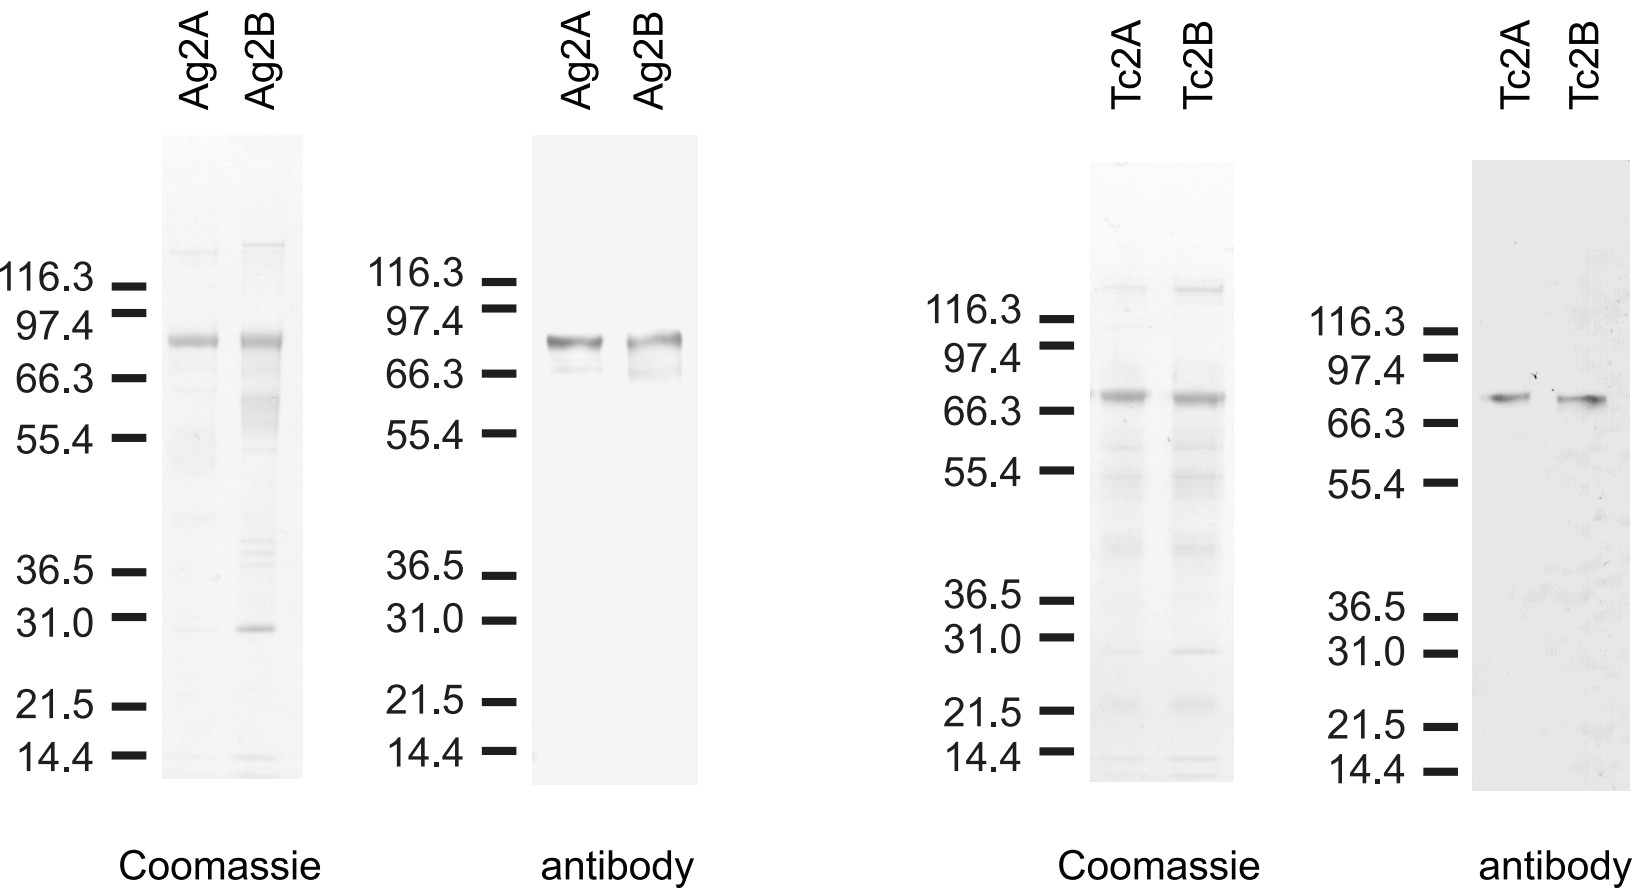 Ag2A
Ag2B
116.3
97.4
66.3
55.4
36.5
31.0
21.5
14.4
Coomassie
Ag2A
Ag2B
116.3
97.4
66.3
55.4
36.5
31.0
21.5
14.4
antibody
Tc2A
Tc2B
116.3
97.4
66.3
55.4
36.5
31.0
21.5
14.4
Coomassie
Tc2A
Tc2B
116.3
97.4
66.3
55.4
36.5
31.0
21.5
14.4
antibody